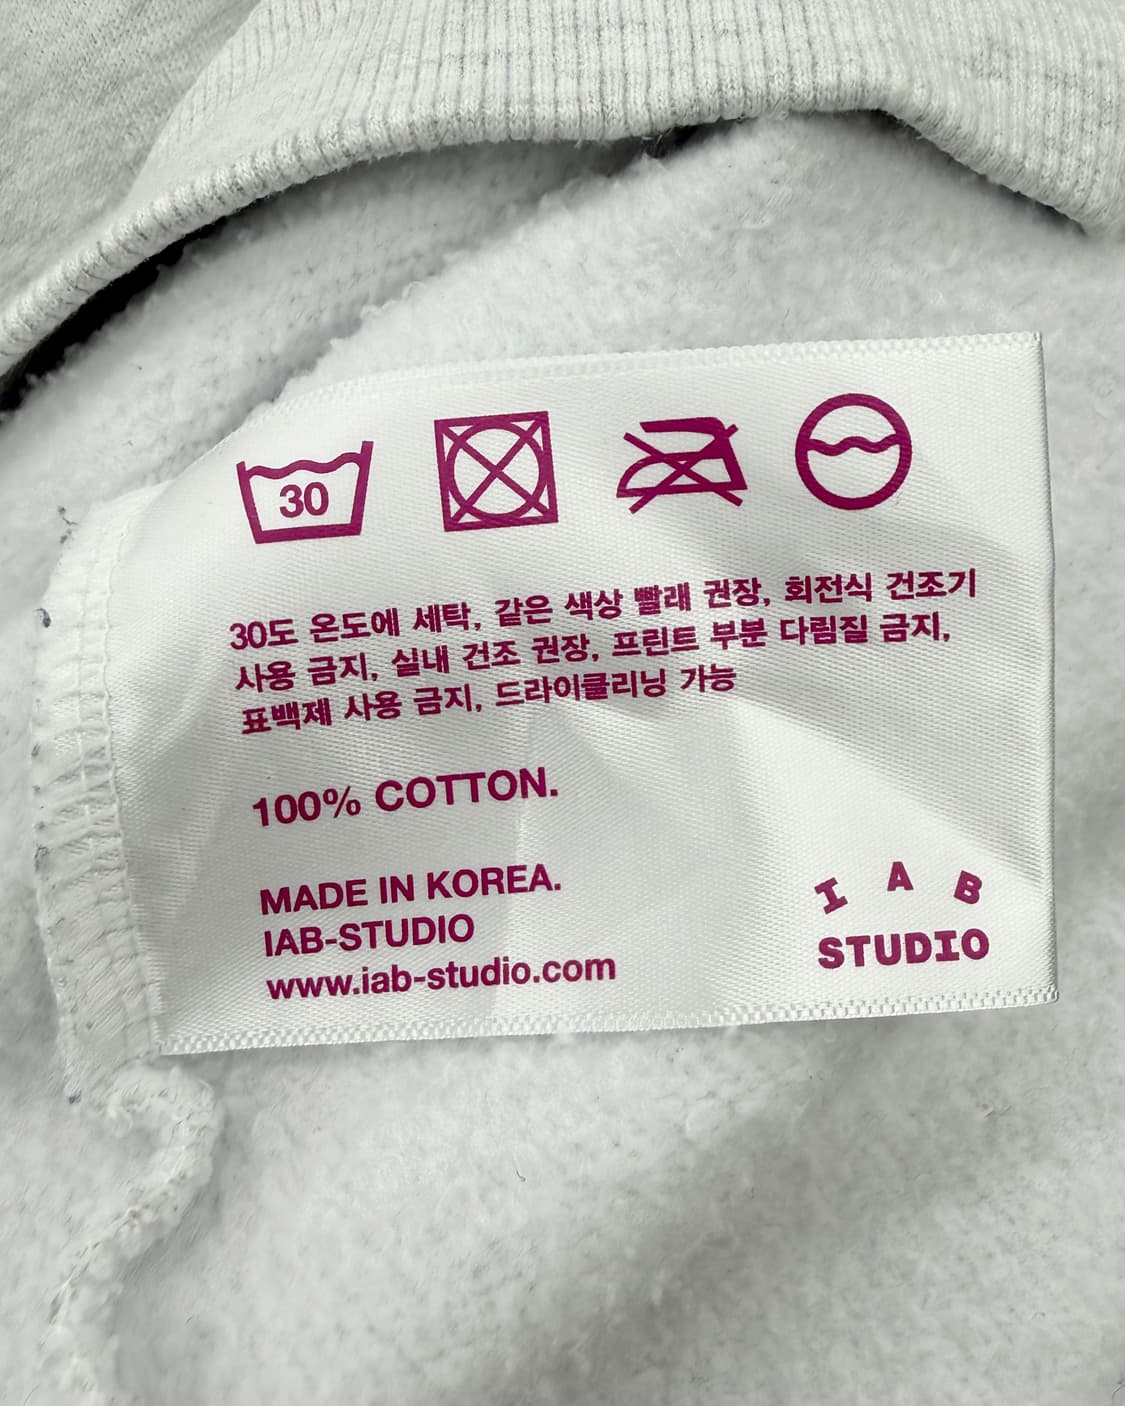 30
30도 온도에 세탁, 같은 색상 빨래 권장, 회전식 건조기
사용 금지, 실내 건조 권장, 프린트 부분 다림질 금지,
표백제 사용 금지, 드라이클리닝 가능
100% COTTON.
MADE IN KOREA.
IAB-STUDIO
www.iab-studio.com
I A B
STUDIO